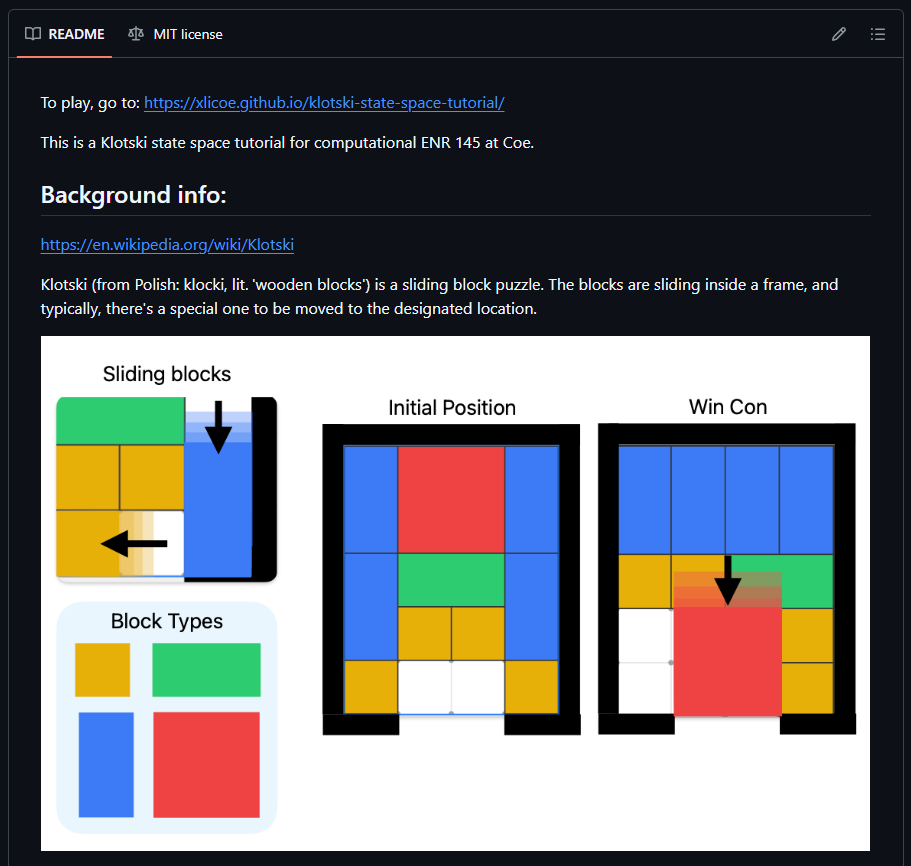 README
MIT license
To play, go to: https://xlicoe.github.io/klotski-state-space-tutorial/
This is a Klotski state space tutorial for computational ENR 145 at Coe.
Background info:
https://en.wikipedia.org/wiki/Klotski
Klotski (from Polish: klocki, lit. 'wooden blocks') is a sliding block puzzle. The blocks are sliding inside a frame, and
typically, there's a special one to be moved to the designated location.
Sliding blocks
Initial Position
Win Con
Block Types